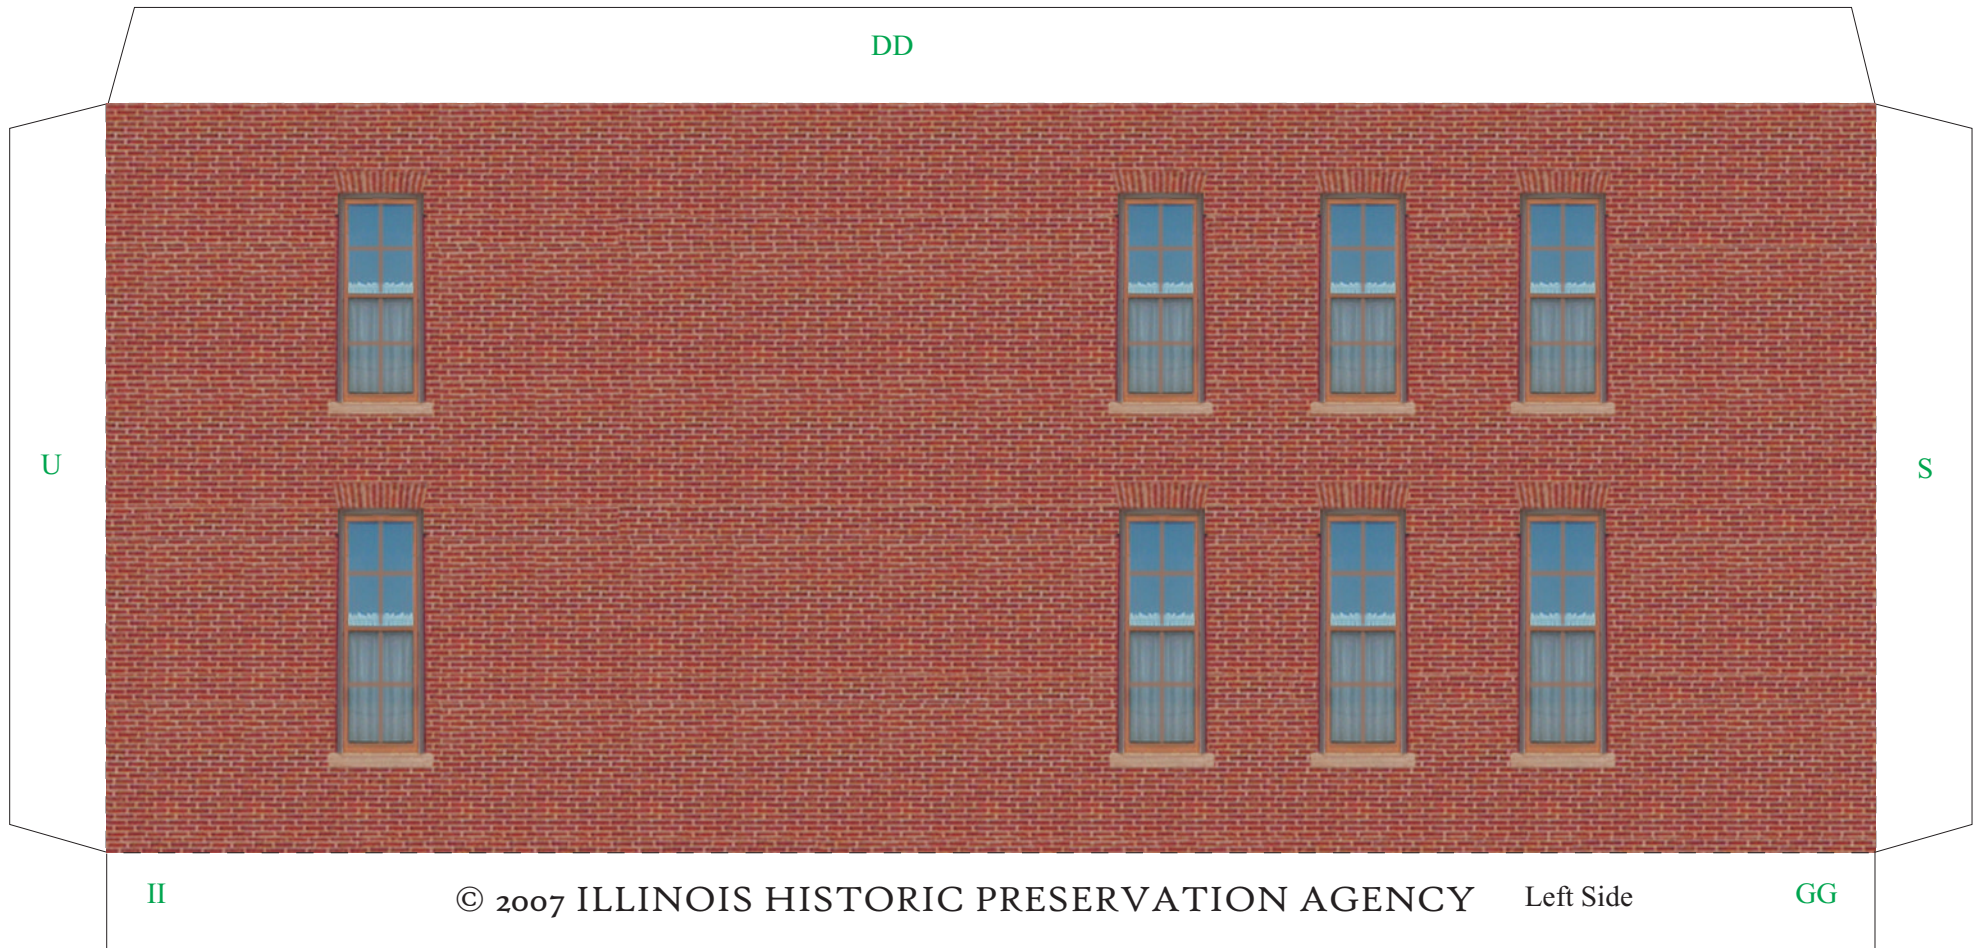 DD
U
S
II
© 2007 ILLINOIS HISTORIC PRESERVATION AGENCY
Left Side
GG